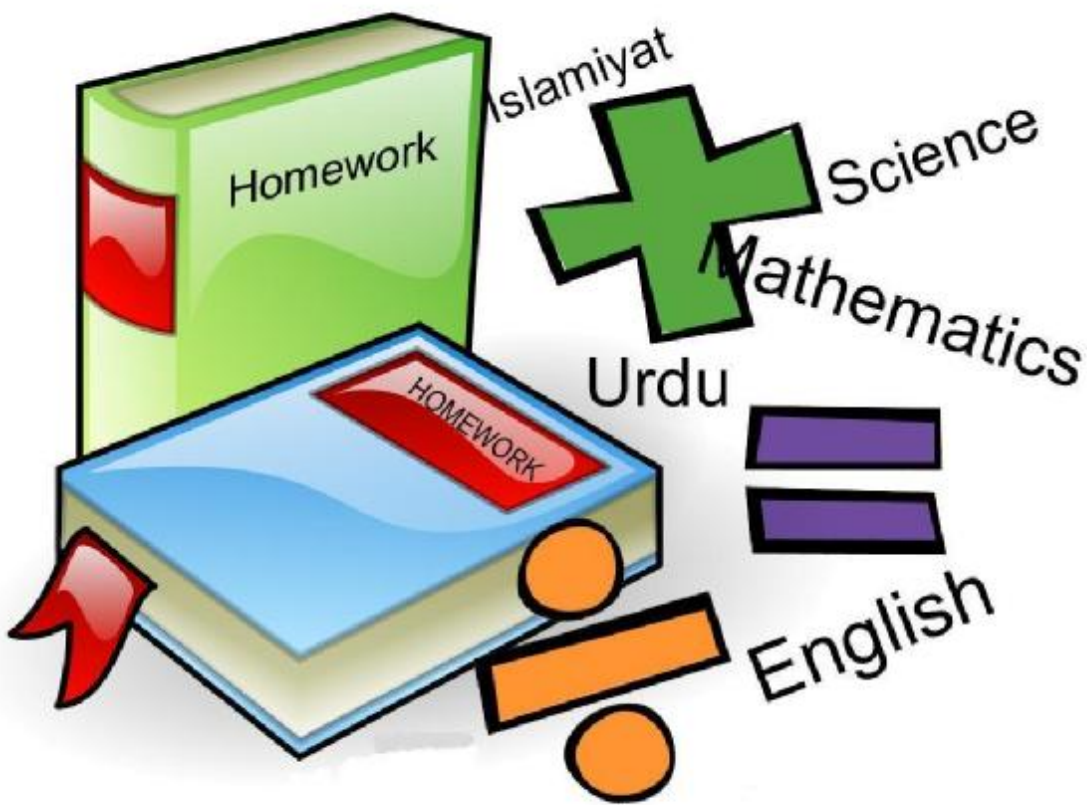 Islamiyat
Homework
Science
Mathematics
Urdu
HOMEWORK
English